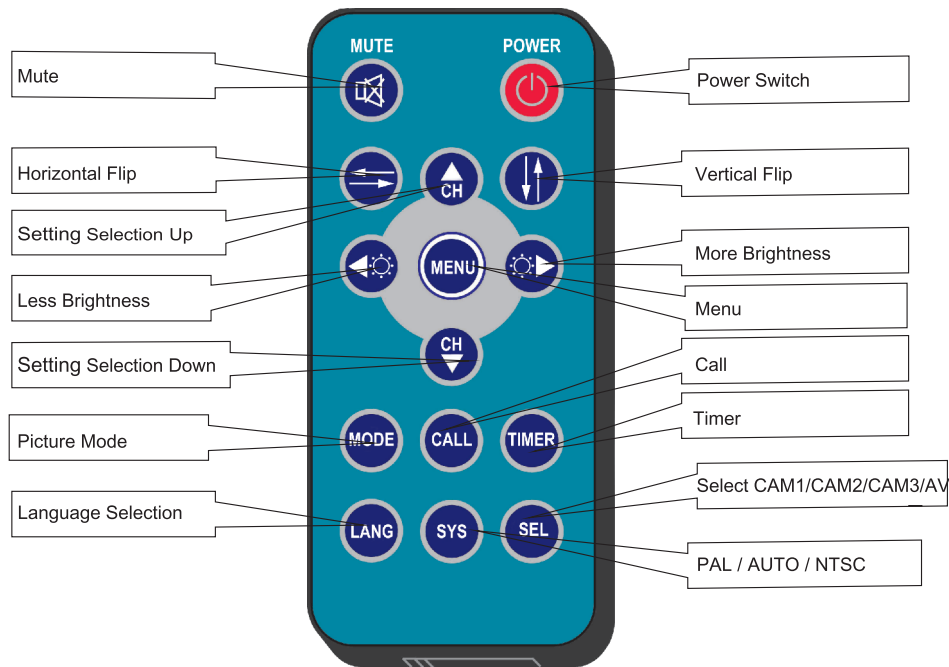 MUTE
POWER
Mute
Power Switch
Horizontal Flip
Vertical Flip
CH
Setting Selection Up
More Brightness
MENU
Less Brightness
Menu
CH
Setting Selection Down
Call
Picture Mode
MODE
CALL
TIMER
Timer
Select CAM1/CAM2/CAM3/AV
Language Selection
LANG
SYS
SEL
PAL / AUTO / NTSC